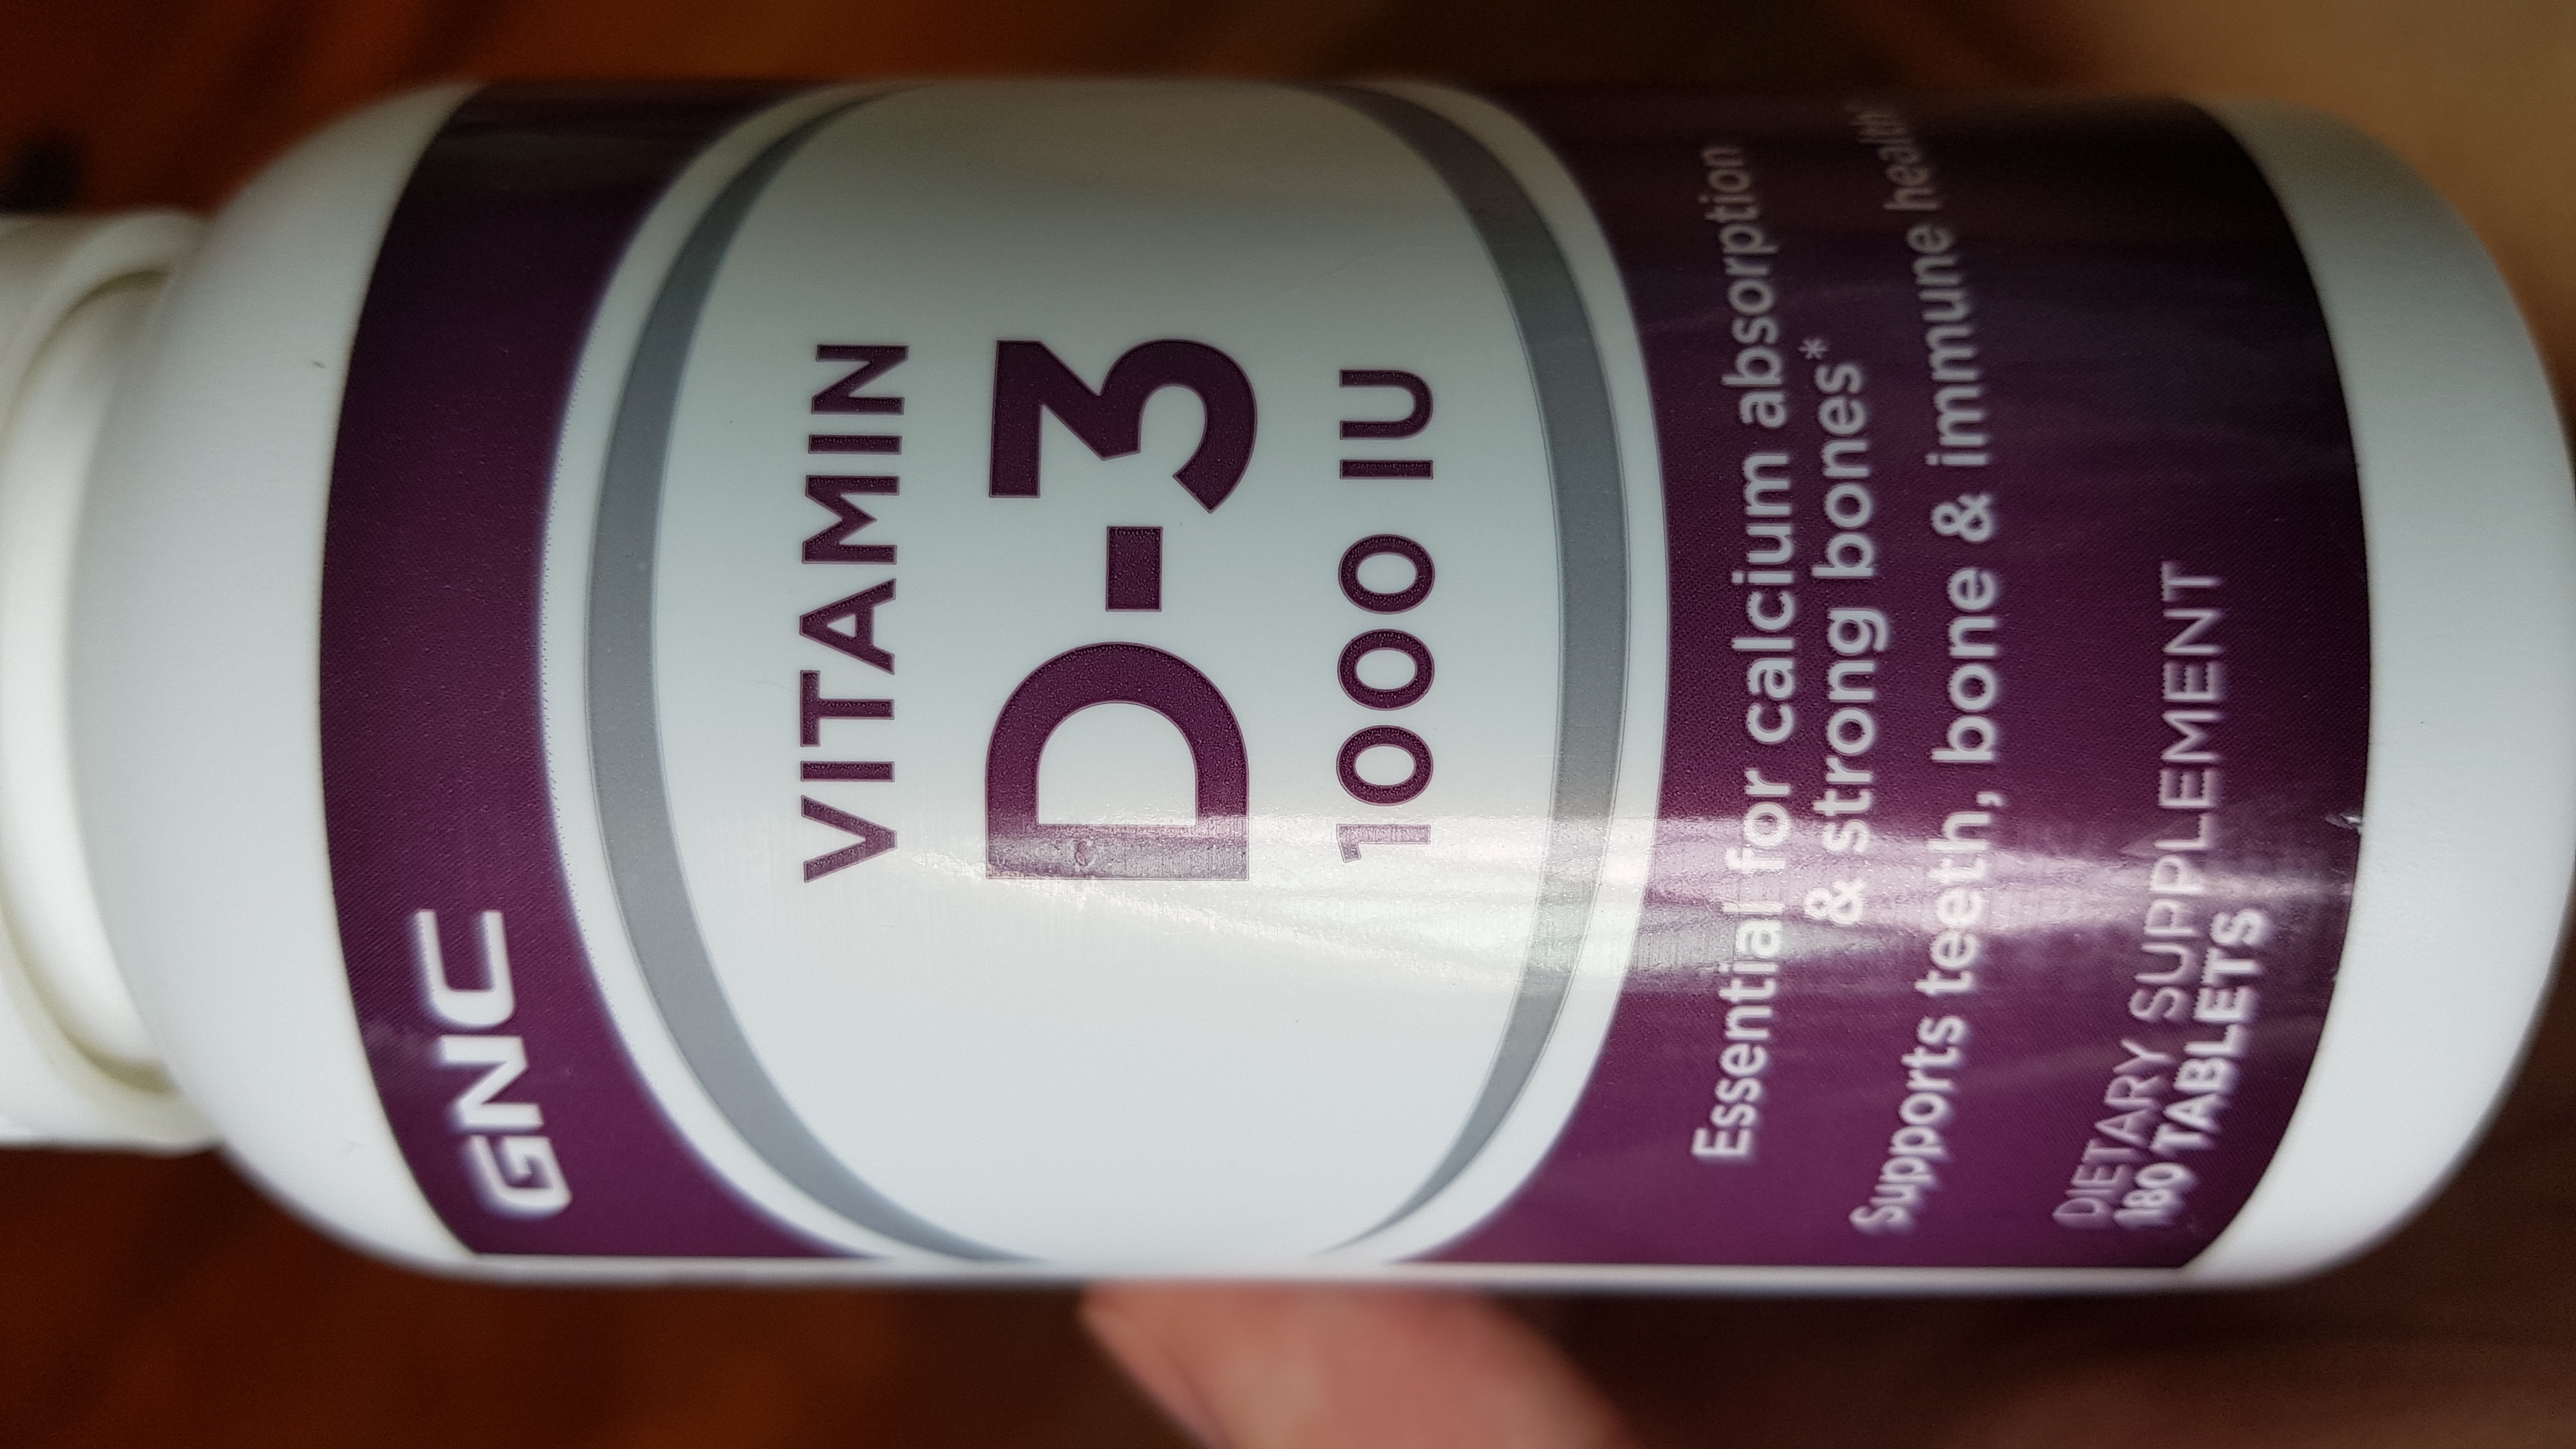 GNC
VITAMIN
D-3
1000 IU
Essential for calcium absorption
& strong bones*
Supports teeth, bone & immune health*
DIETARY SUPPLEMENT
180 TABLETS